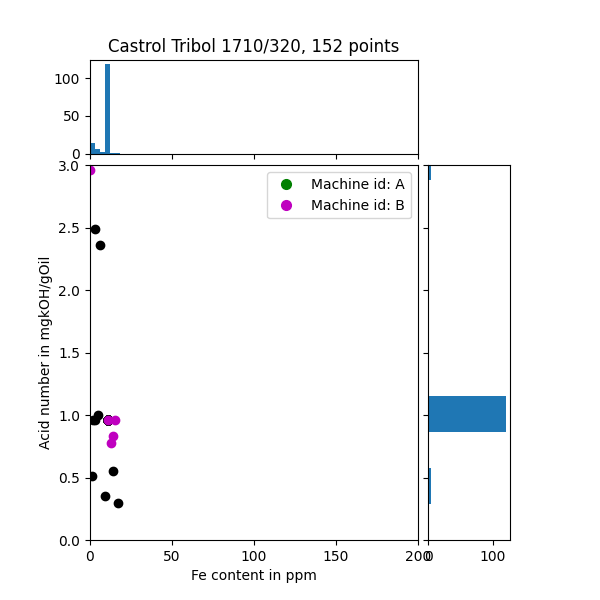 Castrol Tribol 1710/320, 152 points
100
50
0
3.0
2.5
2.0
1.5
1.0
0.5
0.0
Acid number in mgkOH/gOil
Machine id: A
Machine id: B
0 50 100 150 200
0 100
Fe content in ppm